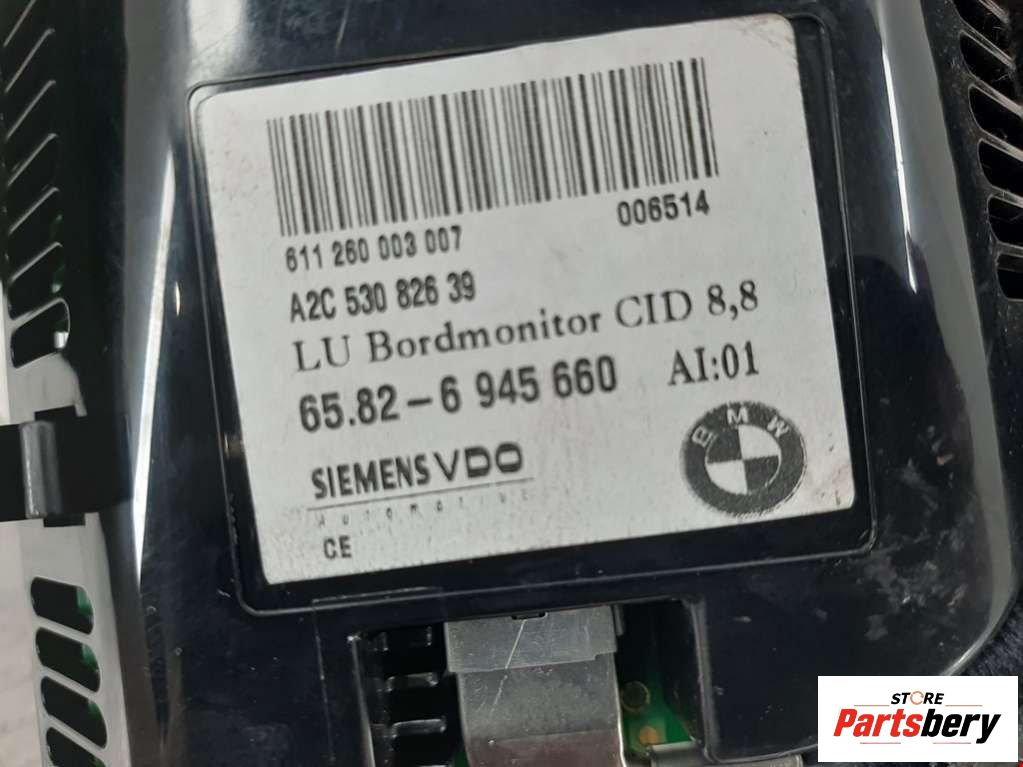 006514
611 260 003 007
A2C 530 826 39
LU Bordmonitor CID 8,8
65.82-6 945 660 AI:01
BMW
SIEMENS VDO
Automotive
CE
STORE
Partsbery